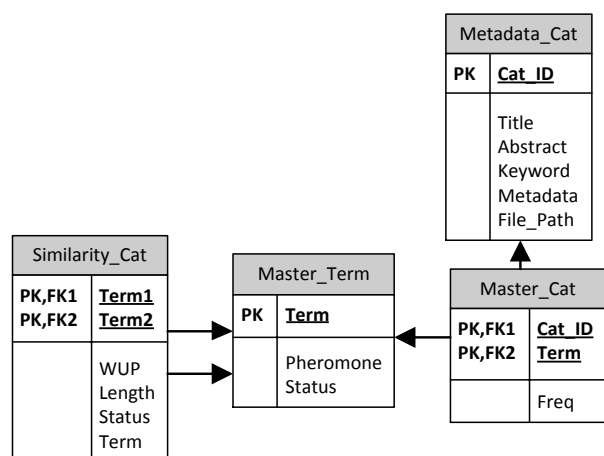 Metadata_Cat
PK Cat_ID
Title
Abstract
Keyword
Metadata
File_Path
Similarity_Cat
PK,FK1 Term1
PK,FK2 Term2
WUP
Length
Status
Term
Master_Term
PK Term
Pheromone
Status
Master_Cat
PK,FK1 Cat_ID
PK,FK2 Term
Freq